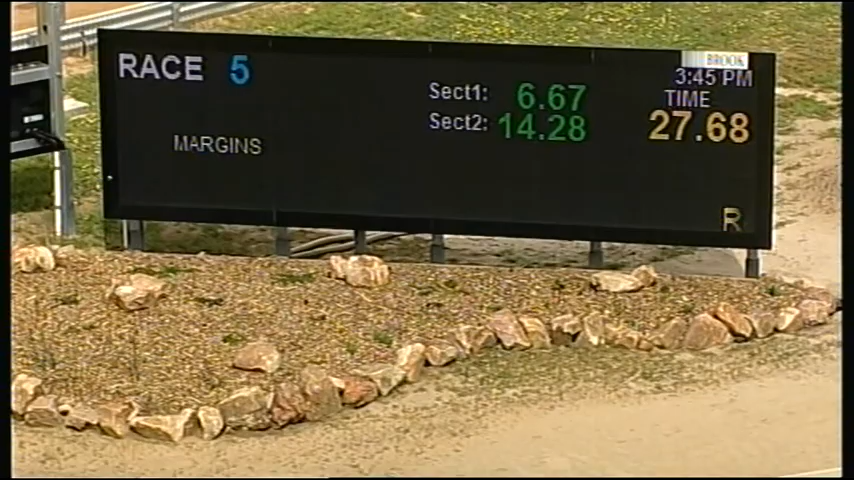 BROOK
RACE 5
3:45 PM
Sect1: 6.67
TIME
Sect2: 14.28
27.68
MARGINS
R